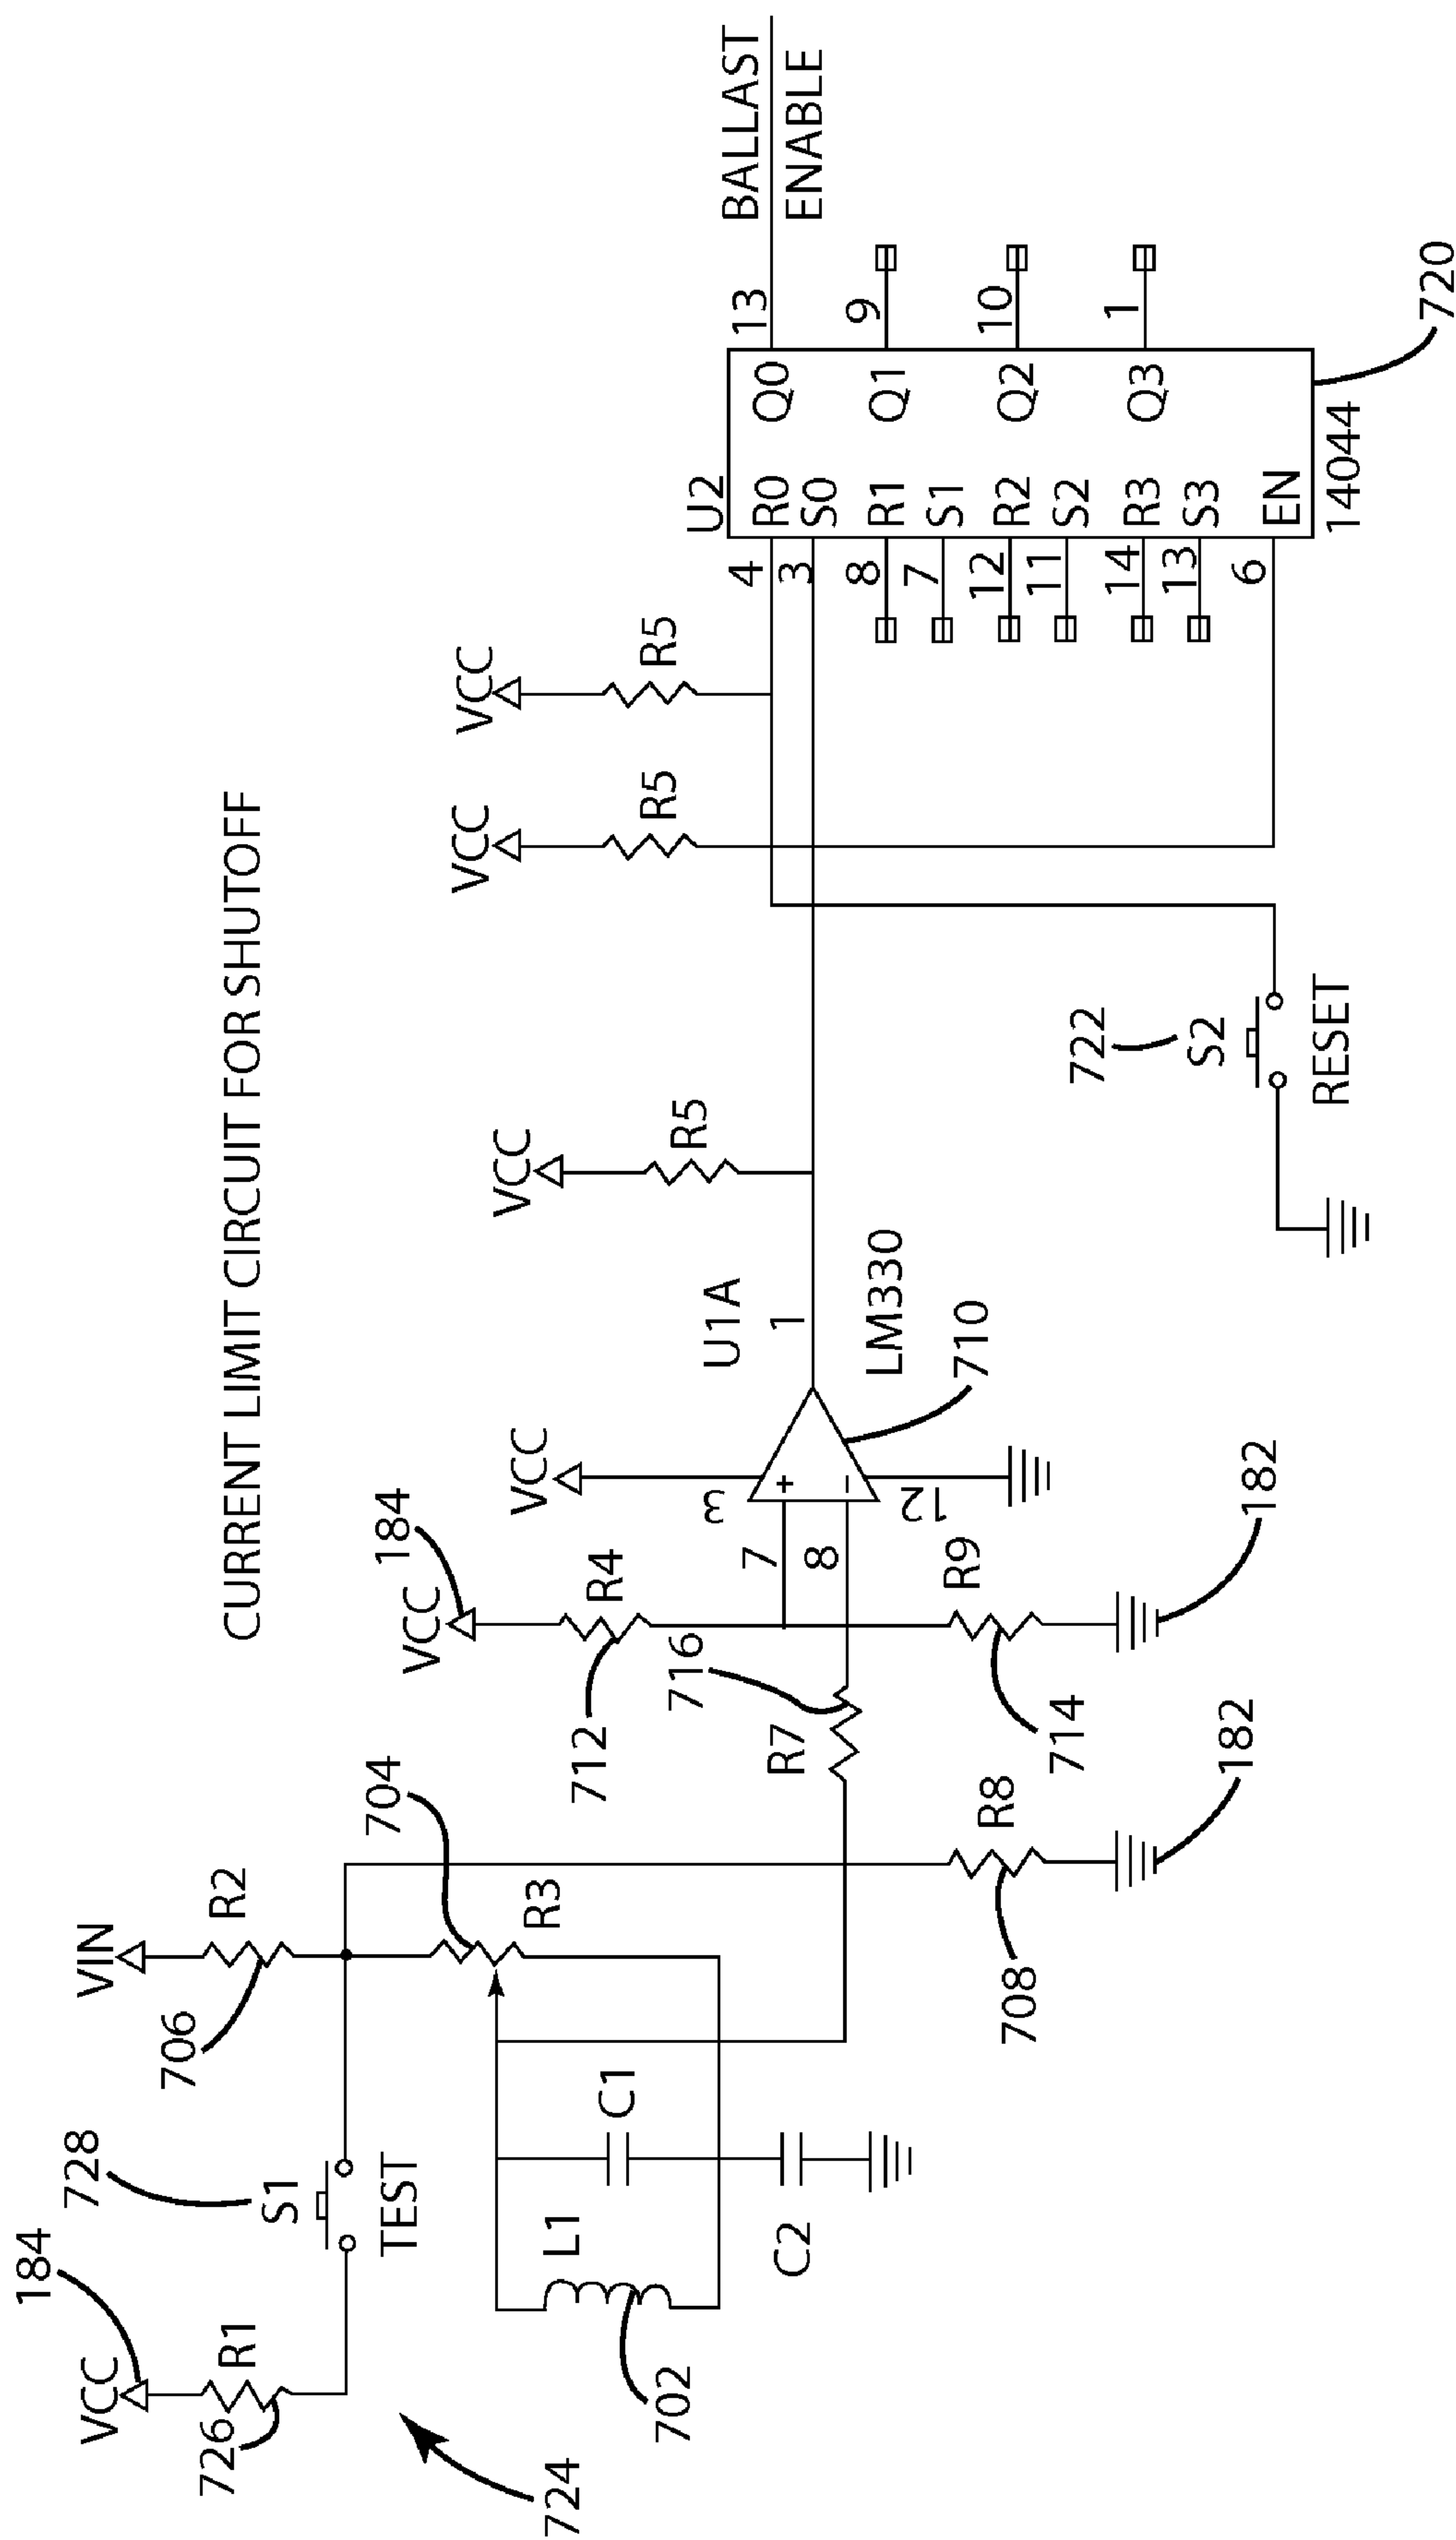 CURRENT LIMIT CIRCUIT FOR SHUTOFF
184
VCC
R1
726
724
728
S1
TEST
VIN
R2
706
704
R3
L1
702
C1
C2
R8
708
182
R7
716
184
VCC
R4
712
R9
714
182
VCC
3
7
8
+
–
12
U1A
1
LM330
710
VCC
R5
VCC
R5
VCC
R5
722
S2
RESET
U2
4
3
8
7
12
11
14
13
6
R0
S0
R1
S1
R2
S2
R3
S3
EN
Q0
Q1
Q2
Q3
13
9
10
1
14044
720
BALLAST
ENABLE